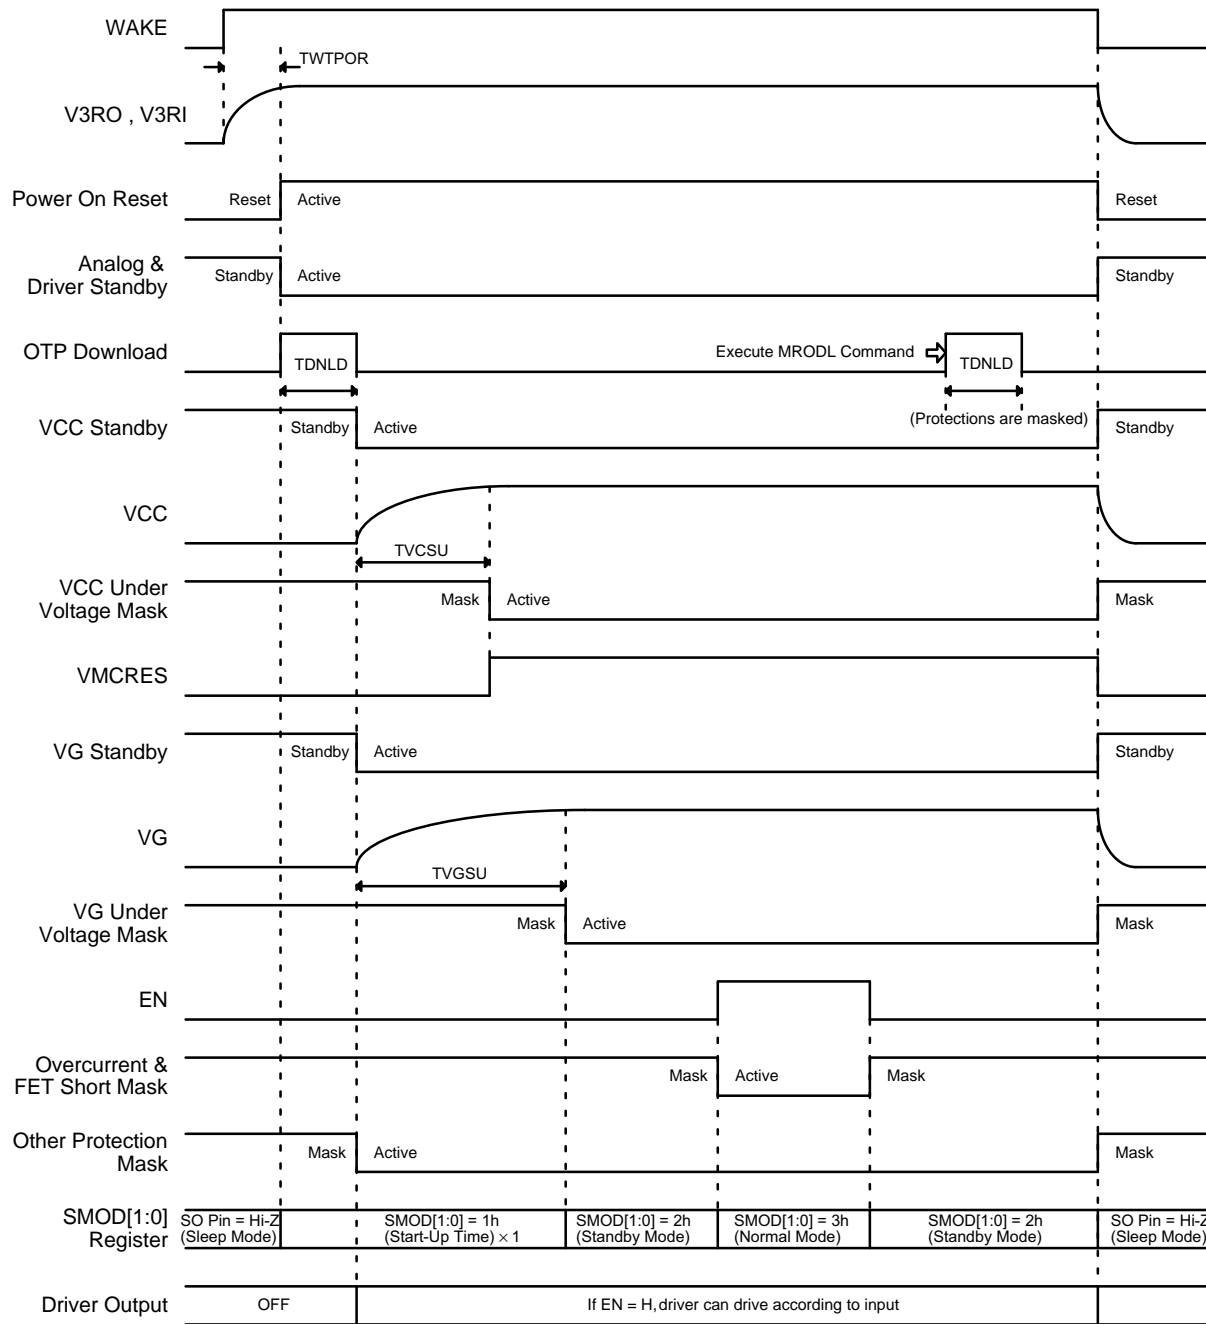 WAKE
TWTPOR
V3RO , V3RI
Power On Reset
Reset
Active
Reset
Analog &
Driver Standby
Standby
Active
Standby
OTP Download
TDNLD
Execute MRODL Command
TDNLD
(Protections are masked)
VCC Standby
Standby
Active
Standby
VCC
TVCSU
VCC Under
Voltage Mask
Mask
Active
Mask
VMCRES
VG Standby
Standby
Active
Standby
VG
TVGSU
VG Under
Voltage Mask
Mask
Active
Mask
EN
Overcurrent &
FET Short Mask
Mask
Active
Mask
Other Protection
Mask
Mask
Active
Mask
SMOD[1:0]
Register
SO Pin = Hi-Z
(Sleep Mode)
SMOD[1:0] = 1h
(Start-Up Time) × 1
SMOD[1:0] = 2h
(Standby Mode)
SMOD[1:0] = 3h
(Normal Mode)
SMOD[1:0] = 2h
(Standby Mode)
SO Pin = Hi-Z
(Sleep Mode)
Driver Output
OFF
If EN = H, driver can drive according to input